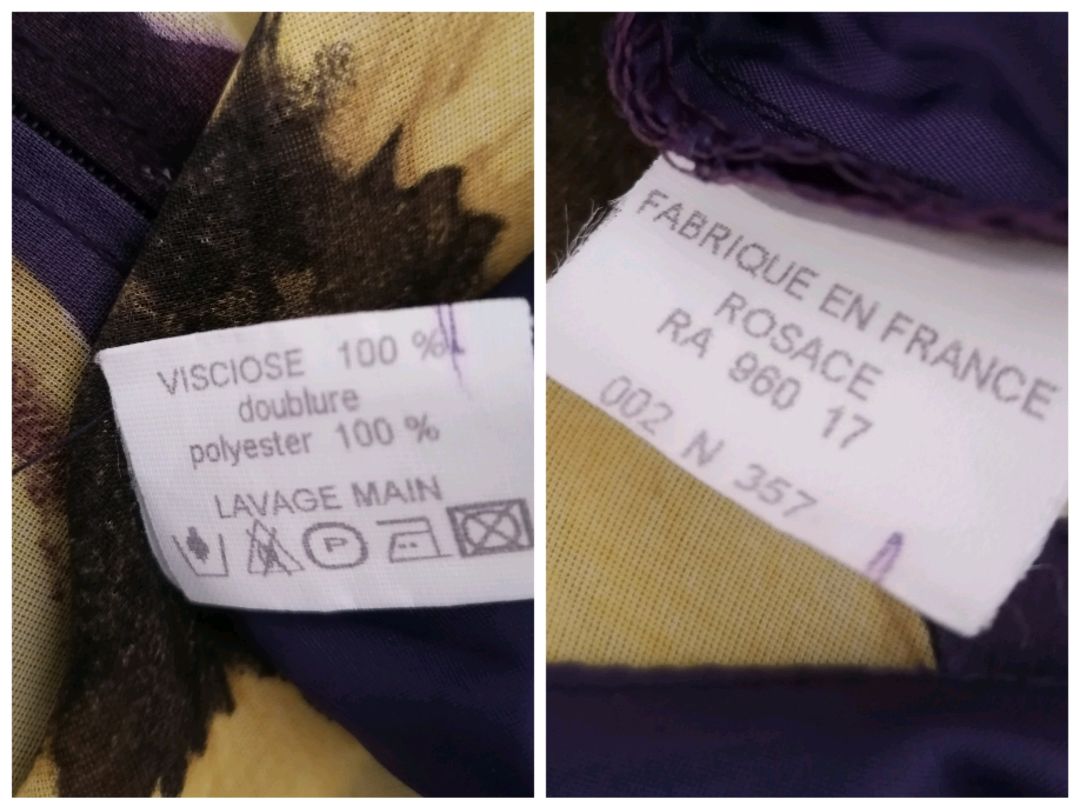 VISCIOSE 100 %
doublure
polyester 100 %
LAVAGE MAIN
P
FABRIQUE EN FRANCE
ROSACE
RA 960 17
002 N 357